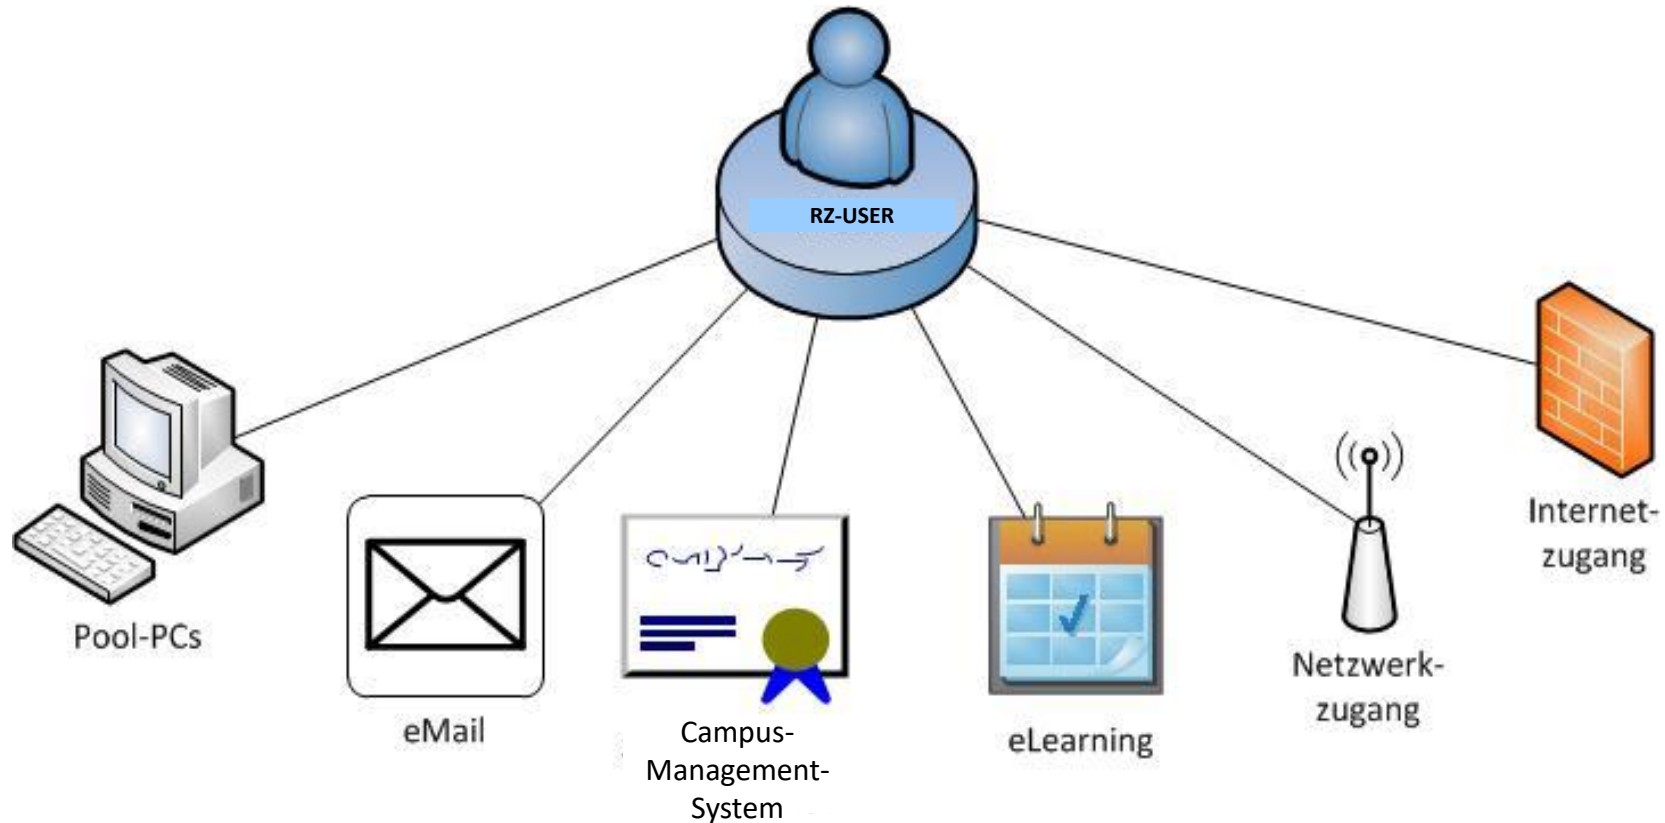 RZ-USER
Pool-PCs
eMail
Campus-
Management-
System
eLearning
Netzwerk-
zugang
Internet-
zugang